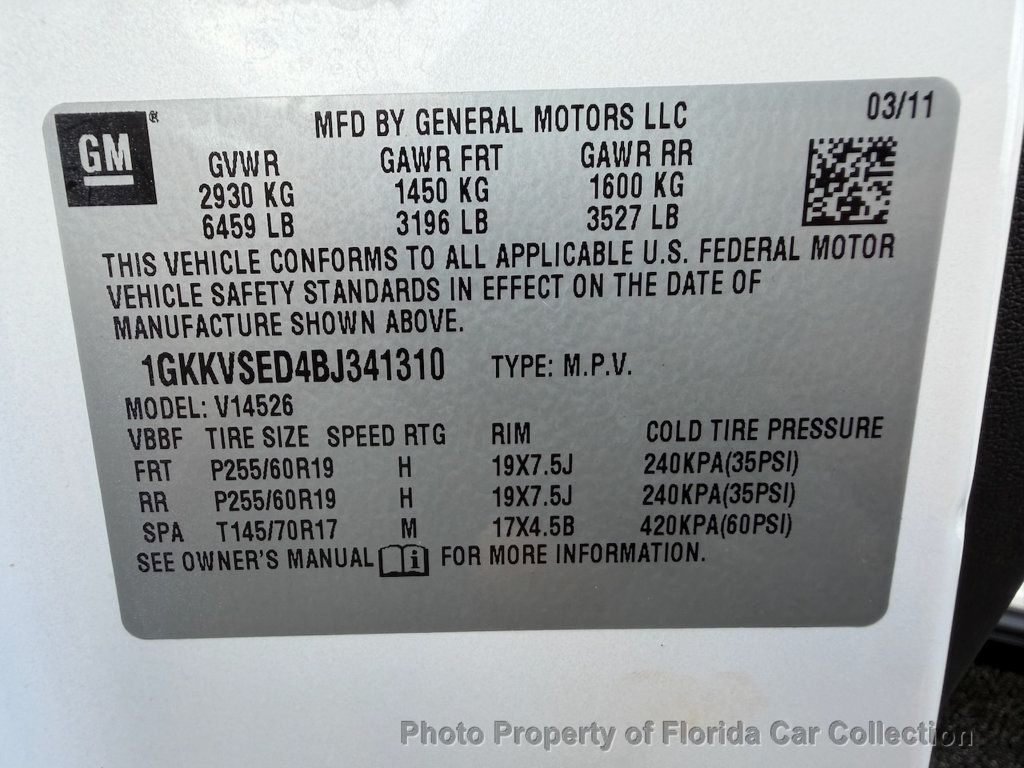 GM®
MFD BY GENERAL MOTORS LLC 03/11
GVWR GAWR FRT GAWR RR
2930 KG 1450 KG 1600 KG
6459 LB 3196 LB 3527 LB
THIS VEHICLE CONFORMS TO ALL APPLICABLE U.S. FEDERAL MOTOR
VEHICLE SAFETY STANDARDS IN EFFECT ON THE DATE OF
MANUFACTURE SHOWN ABOVE.
1GKKVSED4BJ341310 TYPE: M.P.V.
MODEL: V14526
VBBF TIRE SIZE SPEED RTG RIM COLD TIRE PRESSURE
FRT P255/60R19 H 19X7.5J 240KPA(35PSI)
RR P255/60R19 H 19X7.5J 240KPA(35PSI)
SPA T145/70R17 M 17X4.5B 420KPA(60PSI)
SEE OWNER'S MANUAL i FOR MORE INFORMATION.
Photo Property of Florida Car Collection